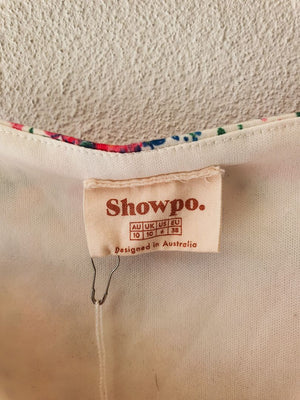 Showpo.
AU UK US EU
10 10 6 38
Designed in Australia